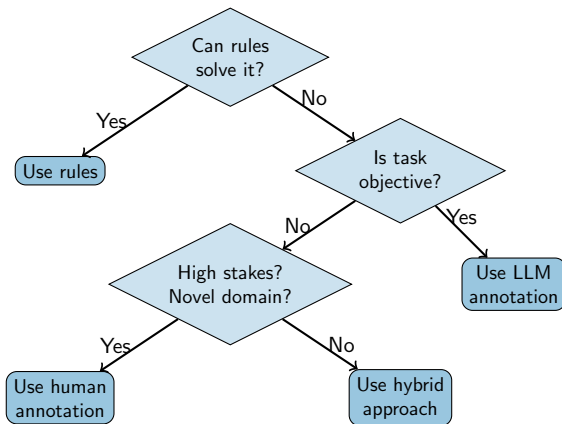 Can rules
solve it?
Yes
No
Use rules
Is task
objective?
No
Yes
High stakes?
Novel domain?
Use LLM
annotation
Yes
No
Use human
annotation
Use hybrid
approach